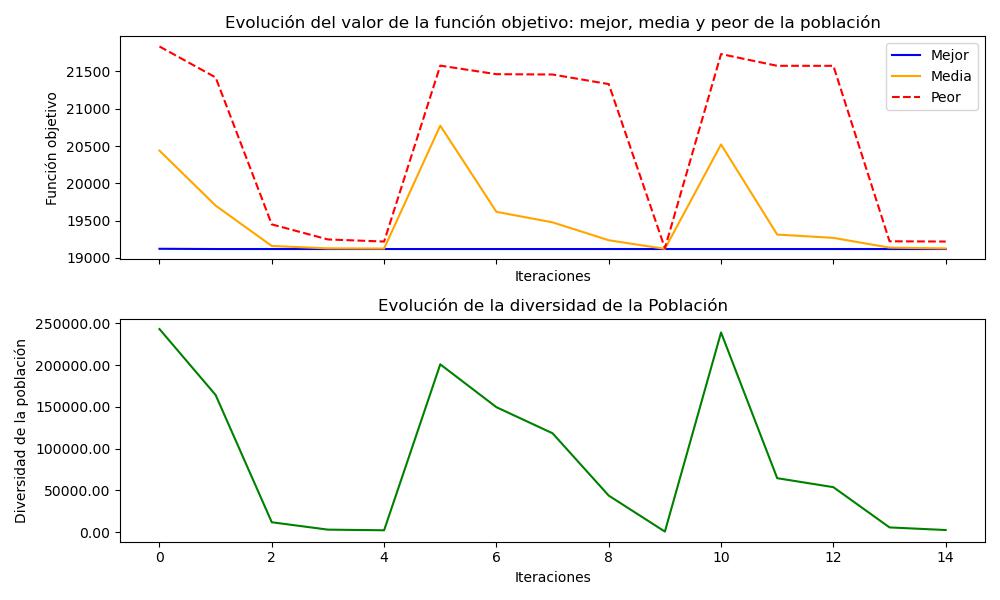 Evolución del valor de la función objetivo: mejor, media y peor de la población
Función objetivo
21500
21000
20500
20000
19500
19000
Mejor
Media
Peor
Iteraciones
Evolución de la diversidad de la Población
Diversidad de la población
250000.00
200000.00
150000.00
100000.00
50000.00
0.00
0 2 4 6 8 10 12 14
Iteraciones